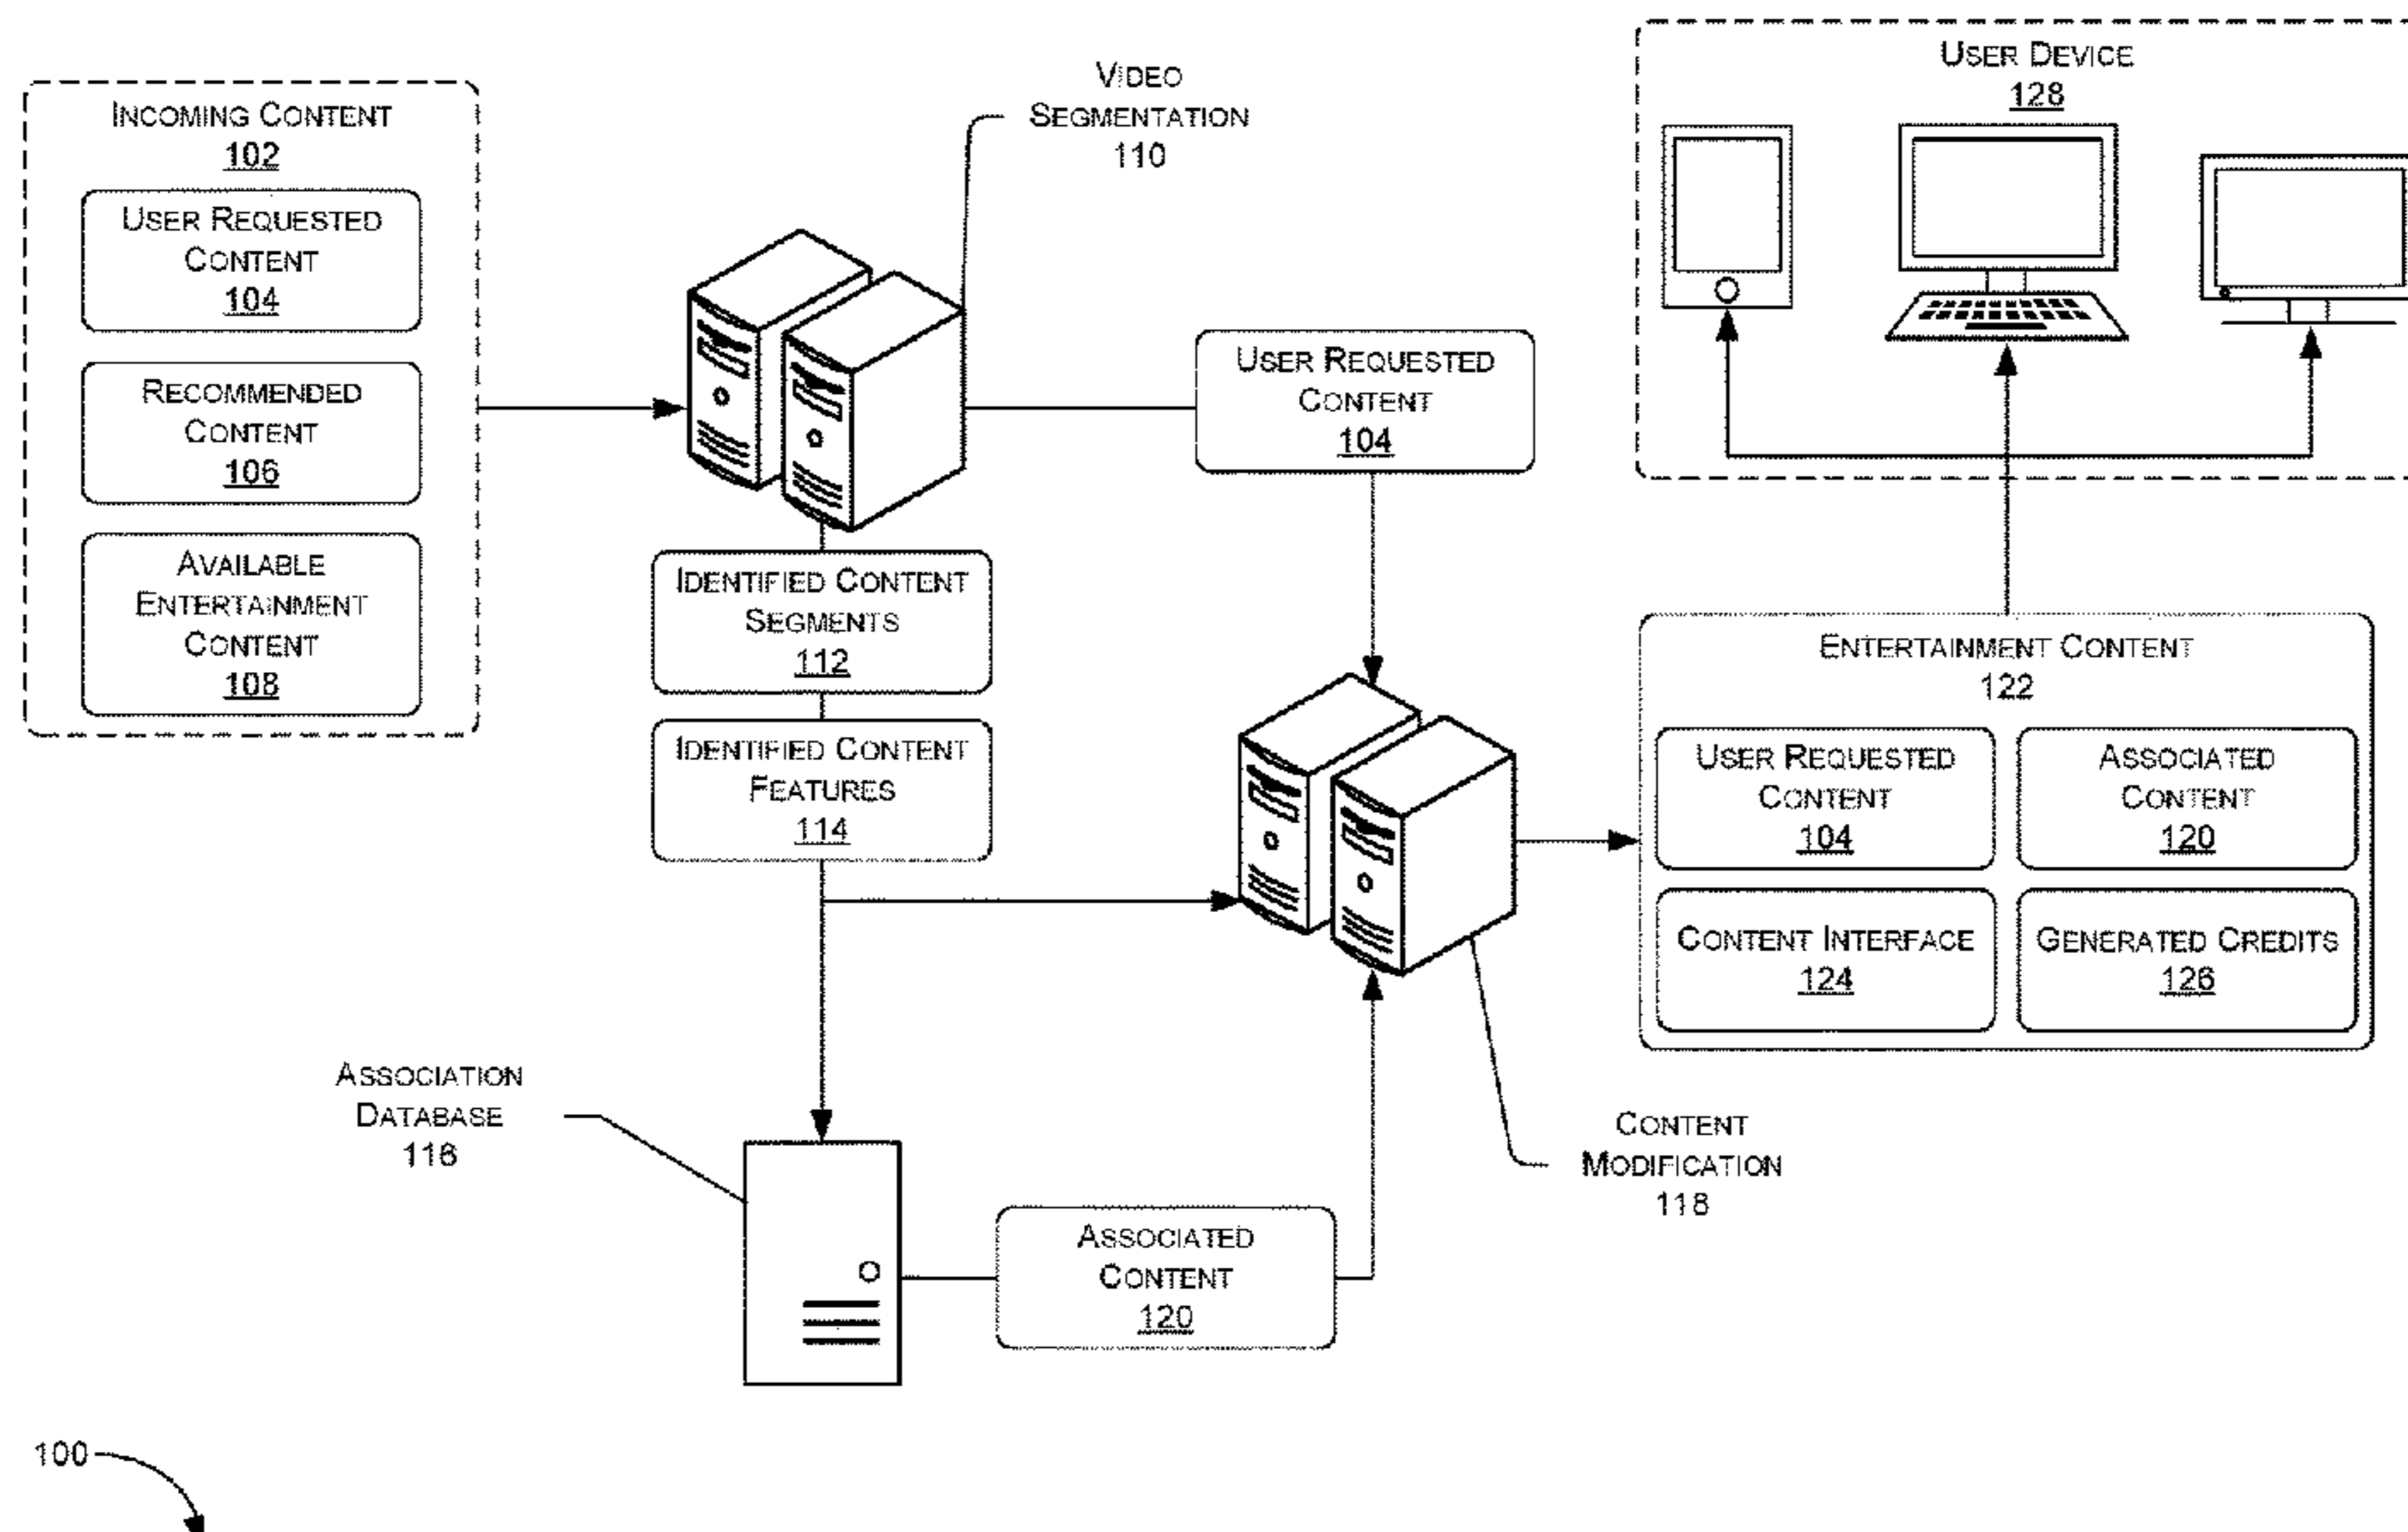 INCOMING CONTENT
102
USER REQUESTED
CONTENT
104
RECOMMENDED
CONTENT
106
AVAILABLE
ENTERTAINMENT
CONTENT
108
VIDEO
SEGMENTATION
110
IDENTIFIED CONTENT
SEGMENTS
112
IDENTIFIED CONTENT
FEATURES
114
USER REQUESTED
CONTENT
104
USER DEVICE
128
ENTERTAINMENT CONTENT
122
USER REQUESTED
CONTENT
104
ASSOCIATED
CONTENT
120
CONTENT INTERFACE
124
GENERATED CREDITS
126
ASSOCIATION
DATABASE
116
ASSOCIATED
CONTENT
120
CONTENT
MODIFICATION
118
100